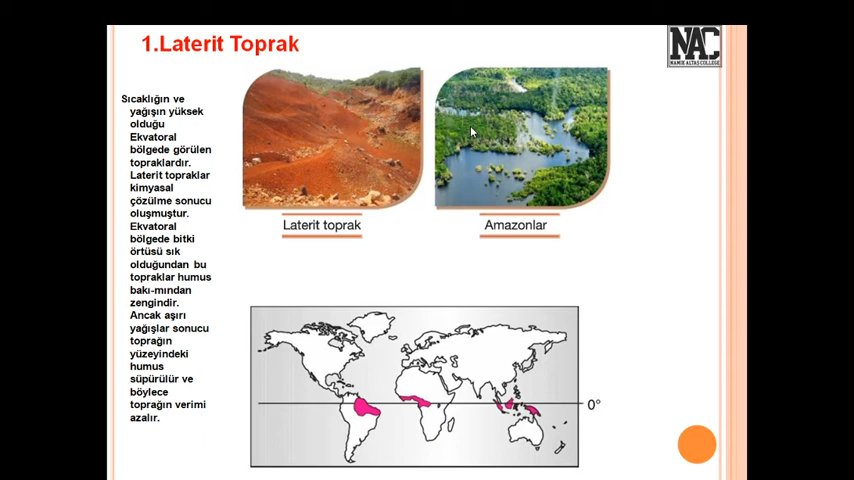 1.Laterit Toprak
NAC
NAMIK ALTAS COLLEGE
Sıcaklığın ve
yağışın yüksek
olduğu
Ekvatoral
bölgede görülen
topraklardır.
Laterit topraklar
kimyasal
çözülme sonucu
oluşmuştur.
Ekvatoral
bölgede bitki
örtüsü sık
olduğundan bu
topraklar humus
bakı-mından
zengindir.
Ancak aşırı
yağışlar sonucu
toprağın
yüzeyindeki
humus
süpürülür ve
böylece
toprağın verimi
azalır.
Laterit toprak
Amazonlar
0°